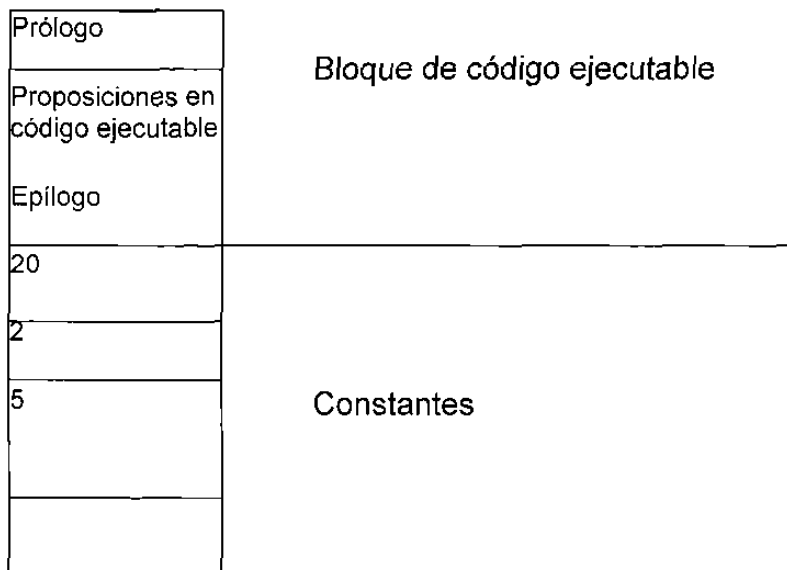 Prólogo
Bloque de código ejecutable
Proposiciones en
código ejecutable
Epílogo
20
2
5
Constantes